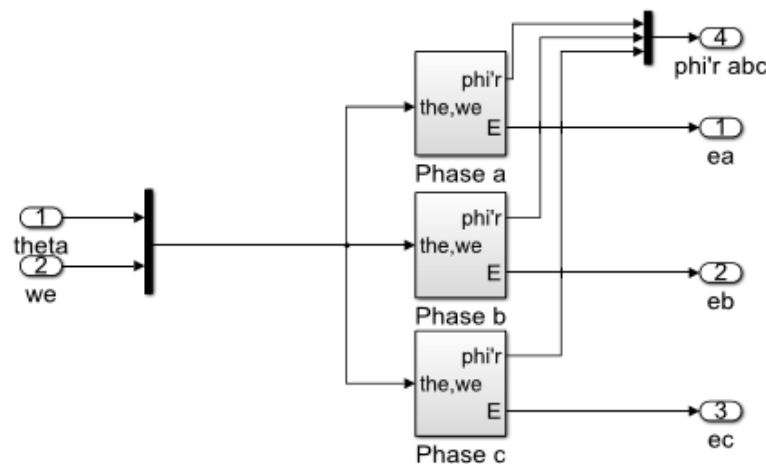 phi'r
the,we
E
Phase a
4
phi'r abc
1
ea
1
theta
2
we
phi'r
the,we
E
Phase b
2
eb
phi'r
the,we
E
Phase c
3
ec